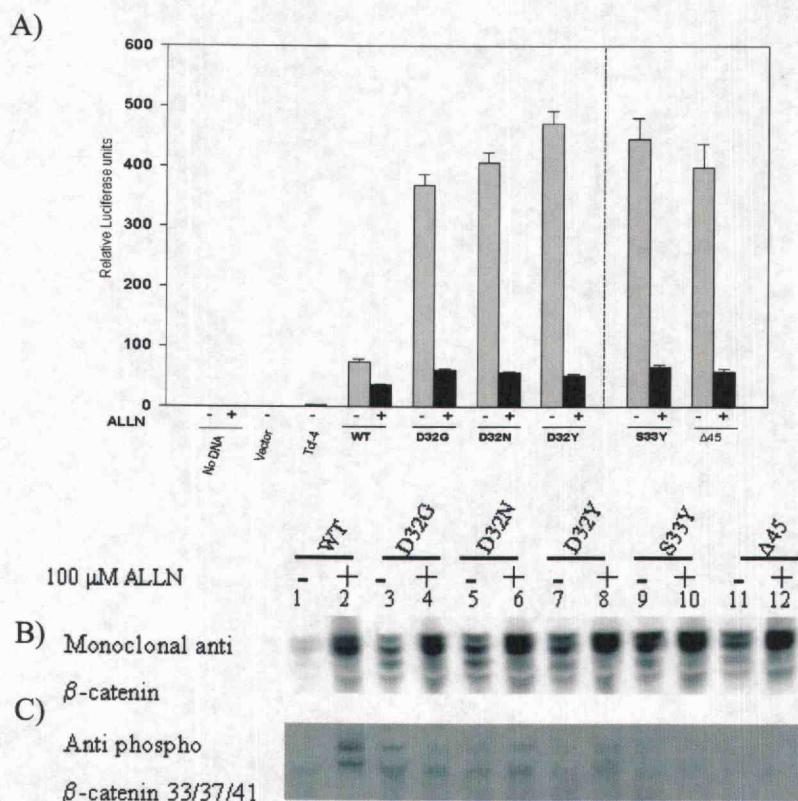 A)
600
500
400
300
200
100
0
Relative Luciferase units
ALLN - + - - - + - + - + - + - + - +
No DNA Vector Tcf-4 WT D32G D32N D32Y S33Y Δ45
WT D32G D32N D32Y S33Y Δ45
100 μM ALLN - + - + - + - + - + - +
1 2 3 4 5 6 7 8 9 10 11 12
B) Monoclonal anti
β-catenin
C)
Anti phospho
β-catenin 33/37/41